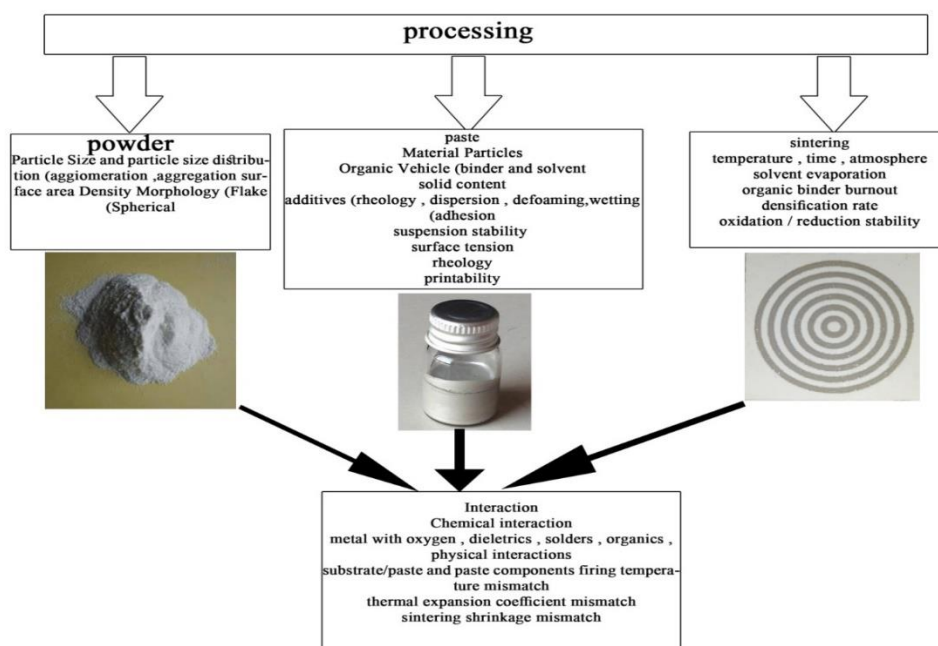 processing
powder
Particle Size and particle size distribu-
tion (agglomeration ,aggregation sur-
face area Density Morphology (Flake
(Spherical
paste
Material Particles
Organic Vehicle (binder and solvent
solid content
additives (rheology , dispersion , defoaming,wetting
(adhesion
suspension stability
surface tension
rheology
printability
sintering
temperature , time , atmosphere
solvent evaporation
organic binder burnout
densification rate
oxidation / reduction stability
Interaction
Chemical interaction
metal with oxygen , dieletrics , solders , organics ,
physical interactions
substrate/paste and paste components firing tempera-
ture mismatch
thermal expansion coefficient mismatch
sintering shrinkage mismatch